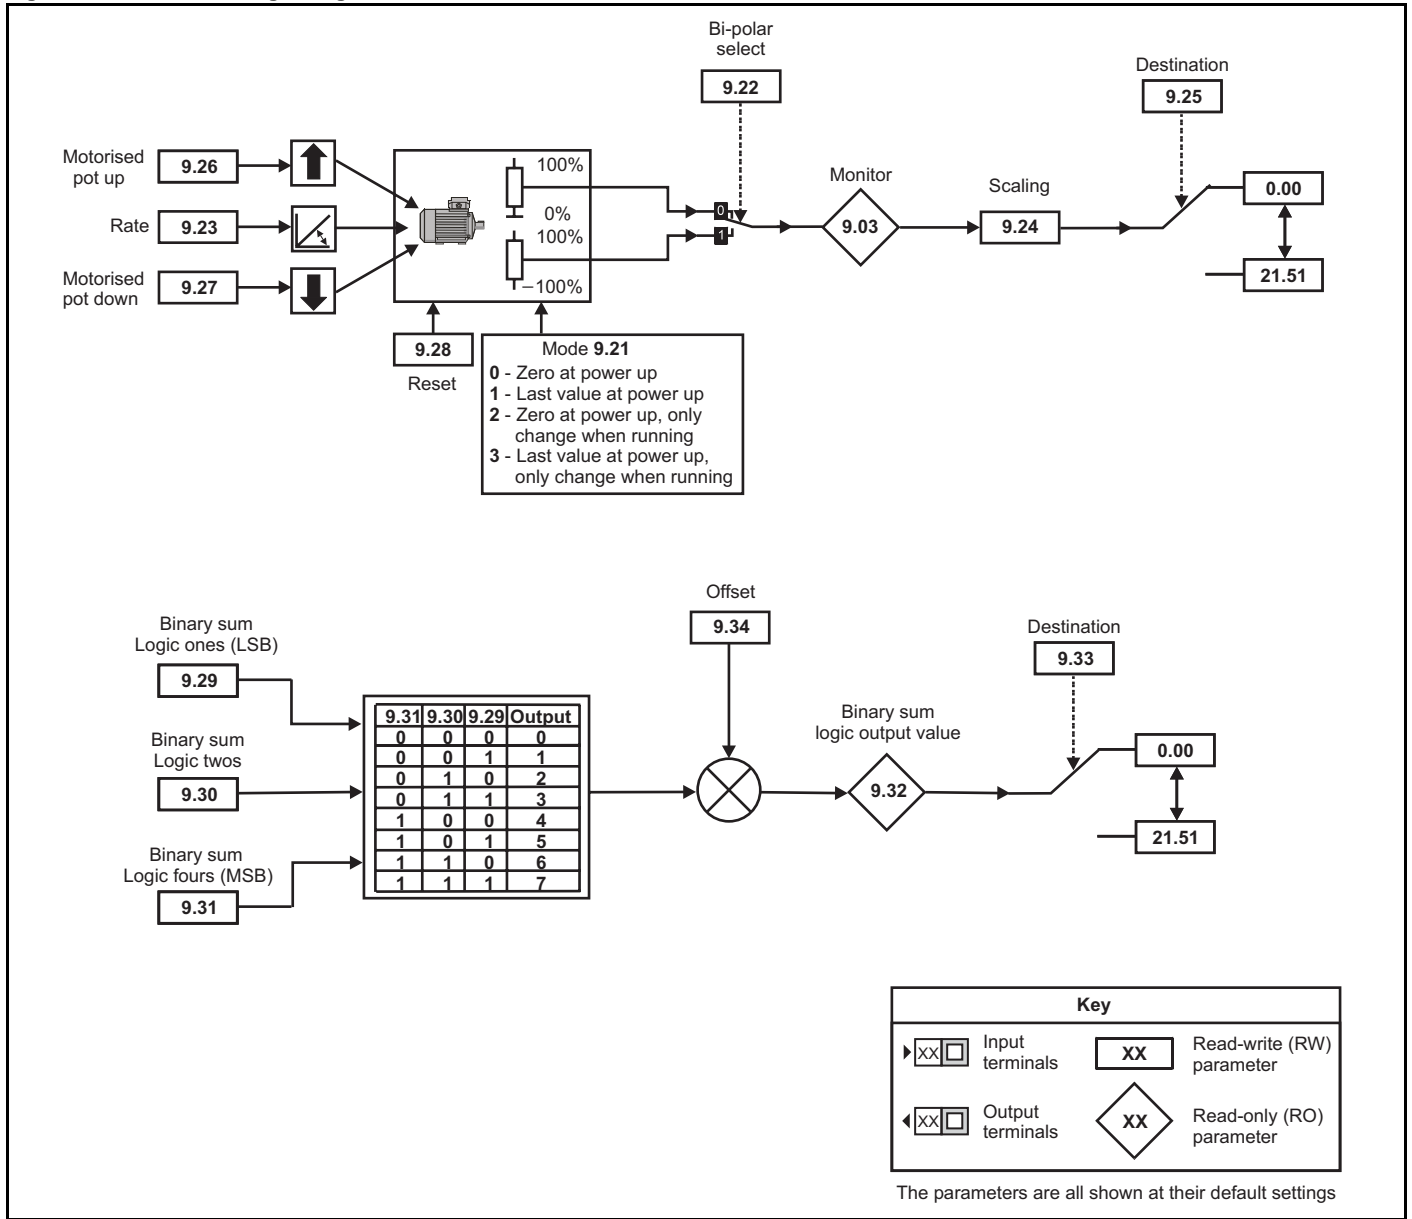 Bi-polar
select
9.22
Destination
9.25
Motorised
pot up
9.26
Rate
9.23
Motorised
pot down
9.27
100%
0%
100%
–100%
0
1
Monitor
9.03
Scaling
9.24
0.00
21.51
9.28
Reset
Mode 9.21
0 - Zero at power up
1 - Last value at power up
2 - Zero at power up, only
change when running
3 - Last value at power up,
only change when running
Offset
9.34
Binary sum
Logic ones (LSB)
9.29
Binary sum
Logic twos
9.30
Binary sum
Logic fours (MSB)
9.31
9.31 9.30 9.29 Output
0 0 0 0
0 0 1 1
0 1 0 2
0 1 1 3
1 0 0 4
1 0 1 5
1 1 0 6
1 1 1 7
Binary sum
logic output value
9.32
Destination
9.33
0.00
21.51
Key
XX
Input
terminals
XX
Read-write (RW)
parameter
XX
Output
terminals
XX
Read-only (RO)
parameter
The parameters are all shown at their default settings